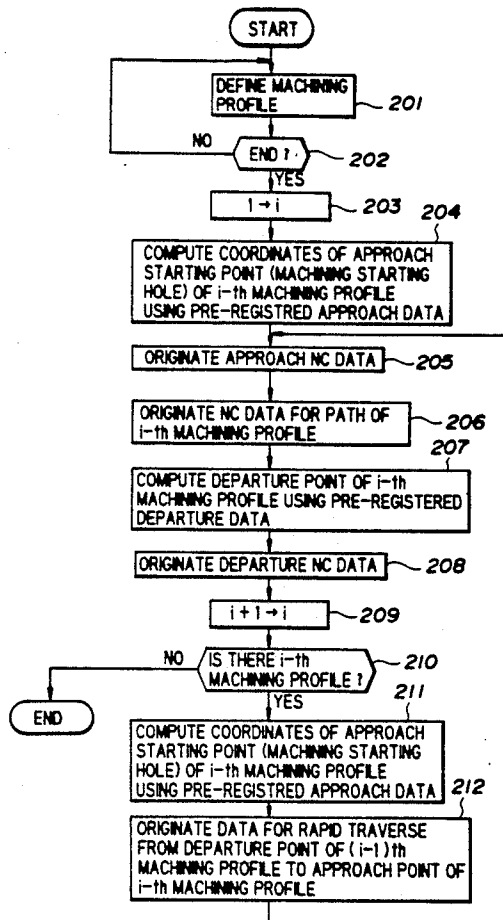 START
DEFINE MACHINING
PROFILE
201
NO
END ?
202
YES
1→i
203
204
COMPUTE COORDINATES OF APPROACH
STARTING POINT (MACHINING STARTING
HOLE) OF i-th MACHINING PROFILE
USING PRE-REGISTRED APPROACH DATA
ORIGINATE APPROACH NC DATA
205
ORIGINATE NC DATA FOR PATH OF
i-th MACHINING PROFILE
206
207
COMPUTE DEPARTURE POINT OF i-th
MACHINING PROFILE USING PRE-REGISTERED
DEPARTURE DATA
ORIGINATE DEPARTURE NC DATA
208
i+1→i
209
NO
IS THERE i-th
MACHINING PROFILE ?
210
END
YES
211
COMPUTE COORDINATES OF APPROACH
STARTING POINT (MACHINING STARTING
HOLE) OF i-th MACHINING PROFILE
USING PRE-REGISTRED APPROACH DATA
212
ORIGINATE DATA FOR RAPID TRAVERSE
FROM DEPARTURE POINT OF (i-1)th
MACHINING PROFILE TO APPROACH POINT OF
i-th MACHINING PROFILE